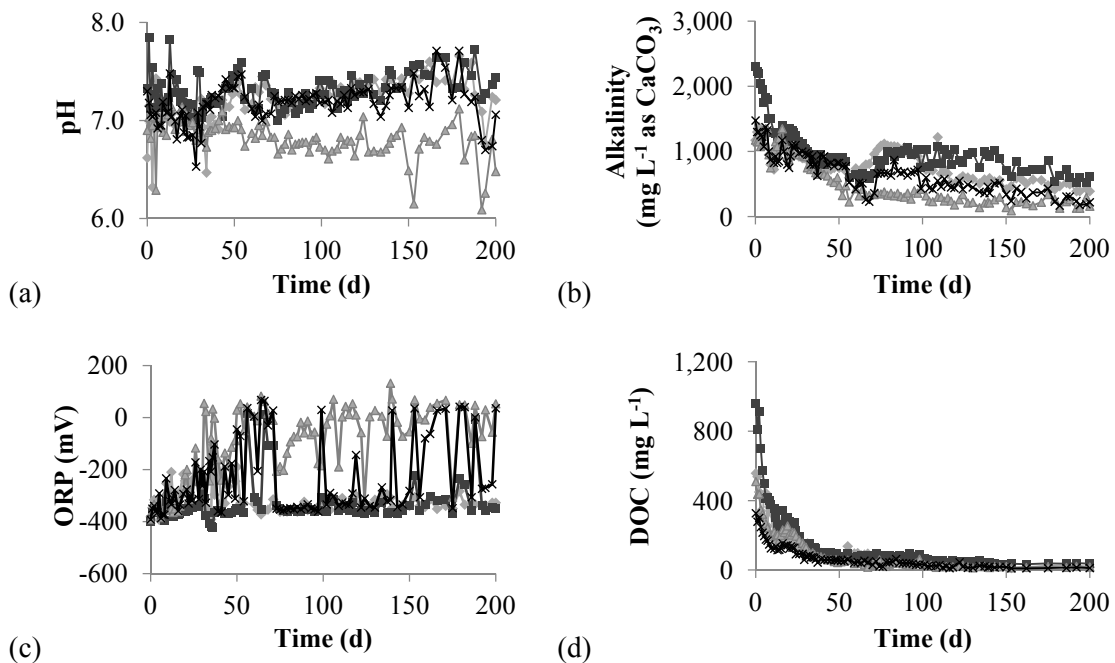 8.0
7.0
6.0
pH
0 50 100 150 200
Time (d)
(a)
3,000
2,000
1,000
0
Alkalinity
(mg L⁻¹ as CaCO₃)
0 50 100 150 200
Time (d)
(b)
200
0
-200
-400
-600
ORP (mV)
0 50 100 150 200
Time (d)
(c)
1,200
800
400
0
DOC (mg L⁻¹)
0 50 100 150 200
Time (d)
(d)